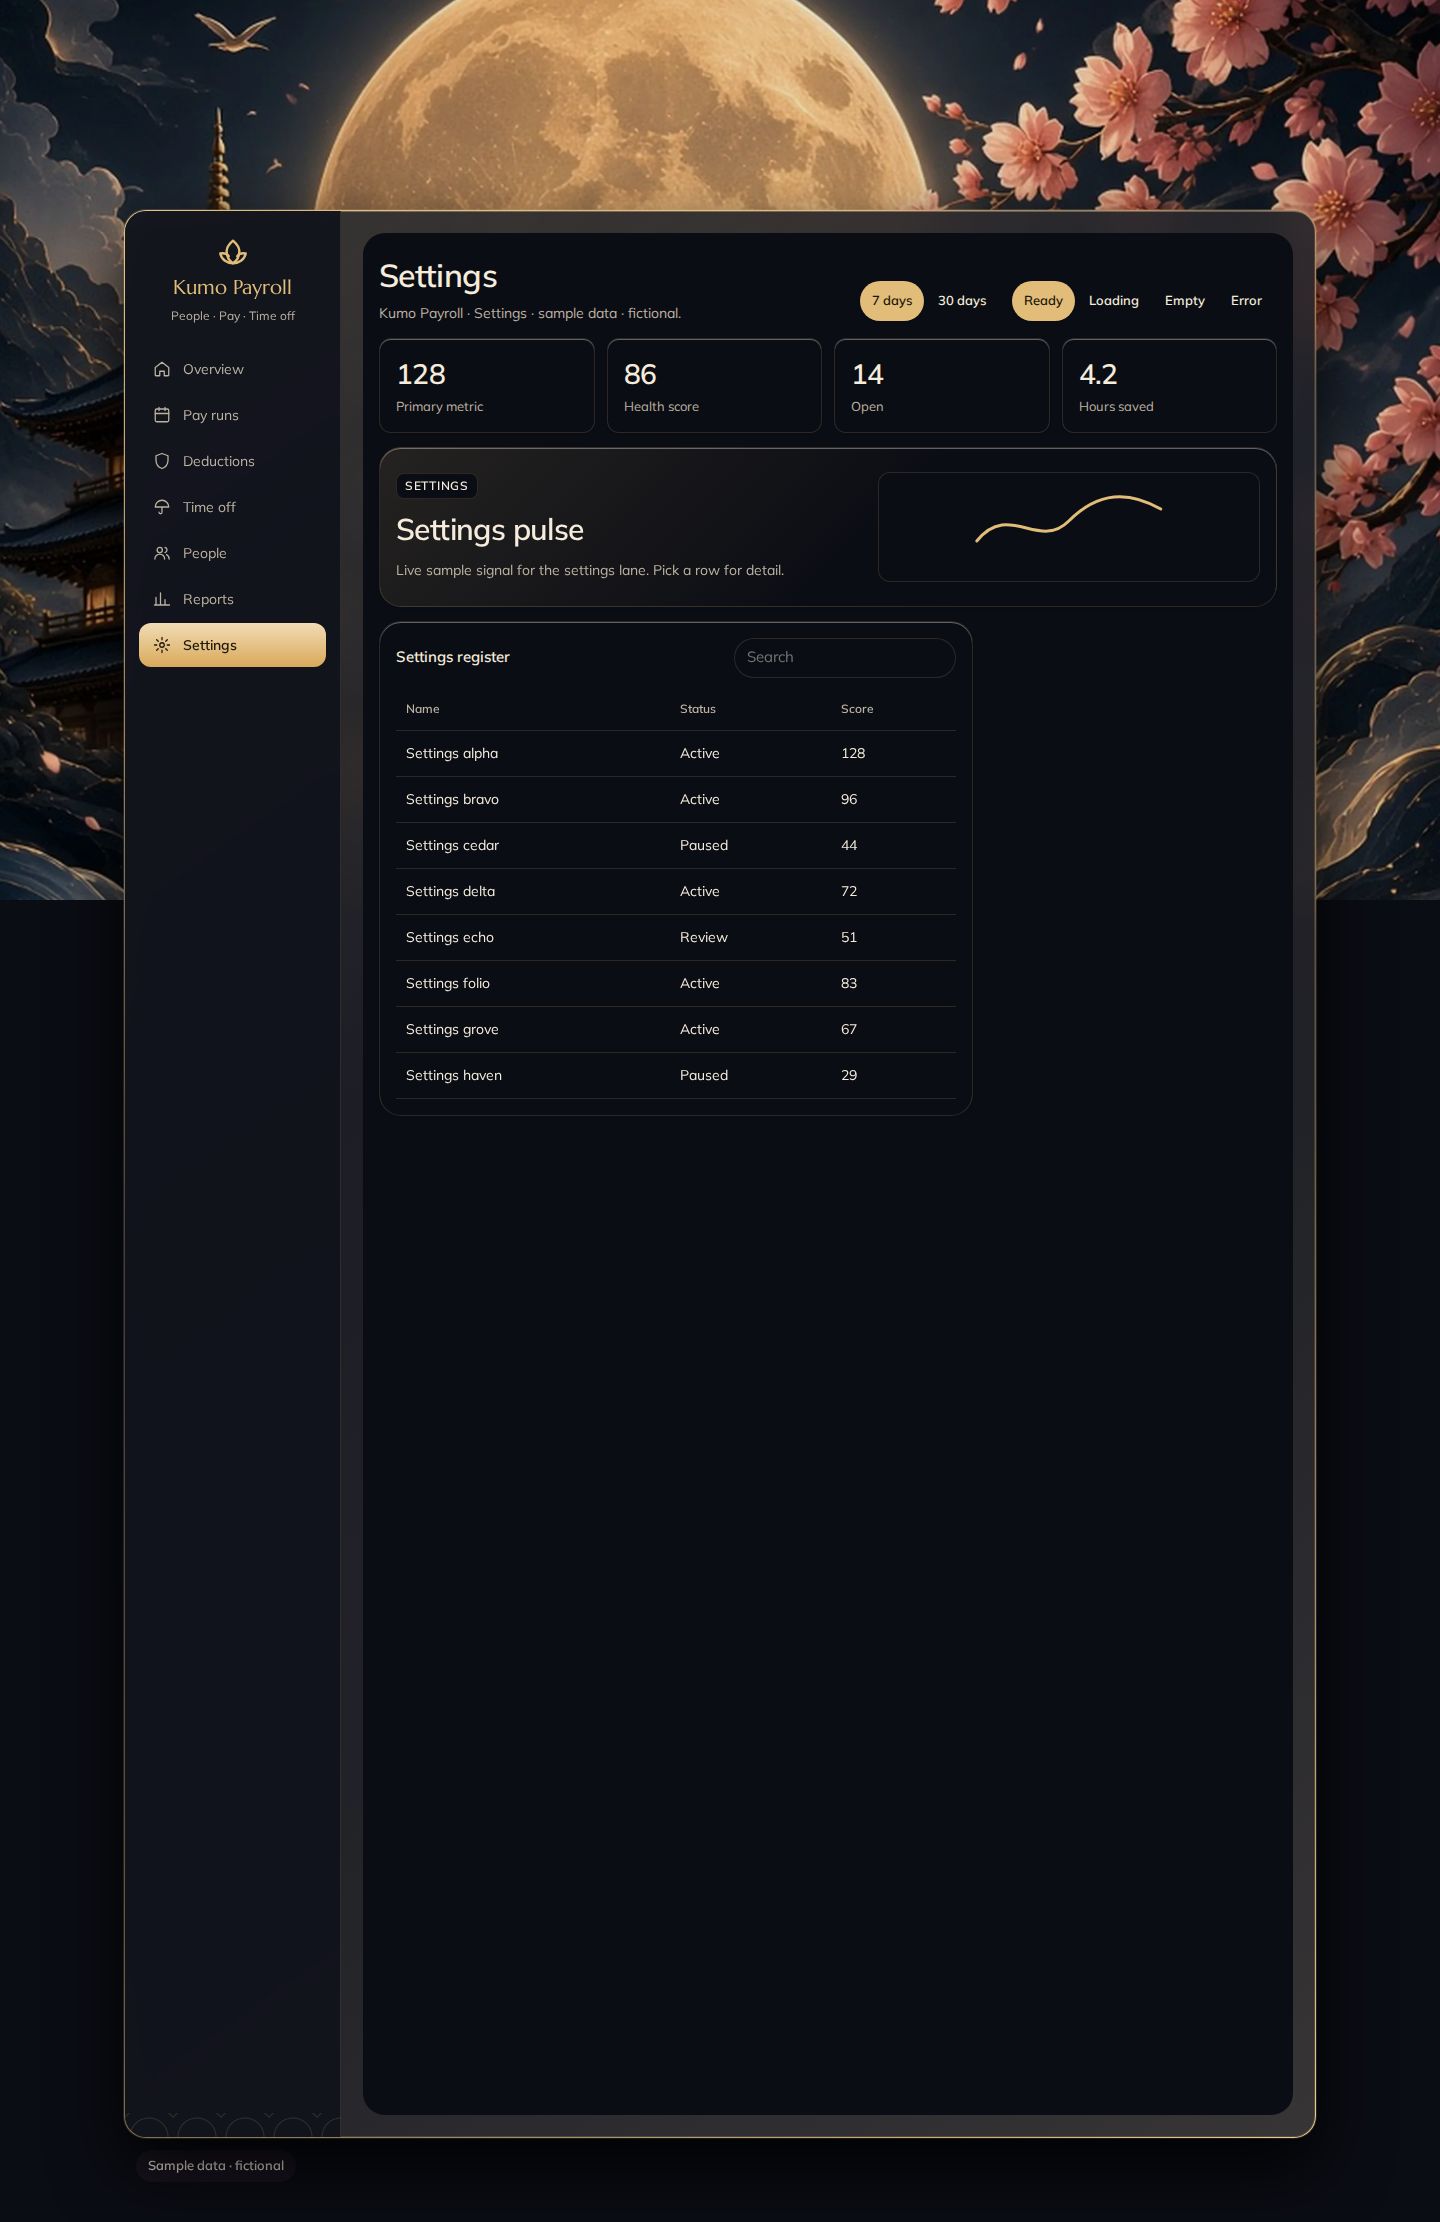 Kumo Payroll
People · Pay · Time off
Overview
Pay runs
Deductions
Time off
People
Reports
Settings
Settings
Kumo Payroll · Settings · sample data · fictional.
7 days 30 days Ready Loading Empty Error
128
Primary metric
86
Health score
14
Open
4.2
Hours saved
SETTINGS
Settings pulse
Live sample signal for the settings lane. Pick a row for detail.
Settings register
Search
Name Status Score
Settings alpha Active 128
Settings bravo Active 96
Settings cedar Paused 44
Settings delta Active 72
Settings echo Review 51
Settings folio Active 83
Settings grove Active 67
Settings haven Paused 29
Sample data · fictional